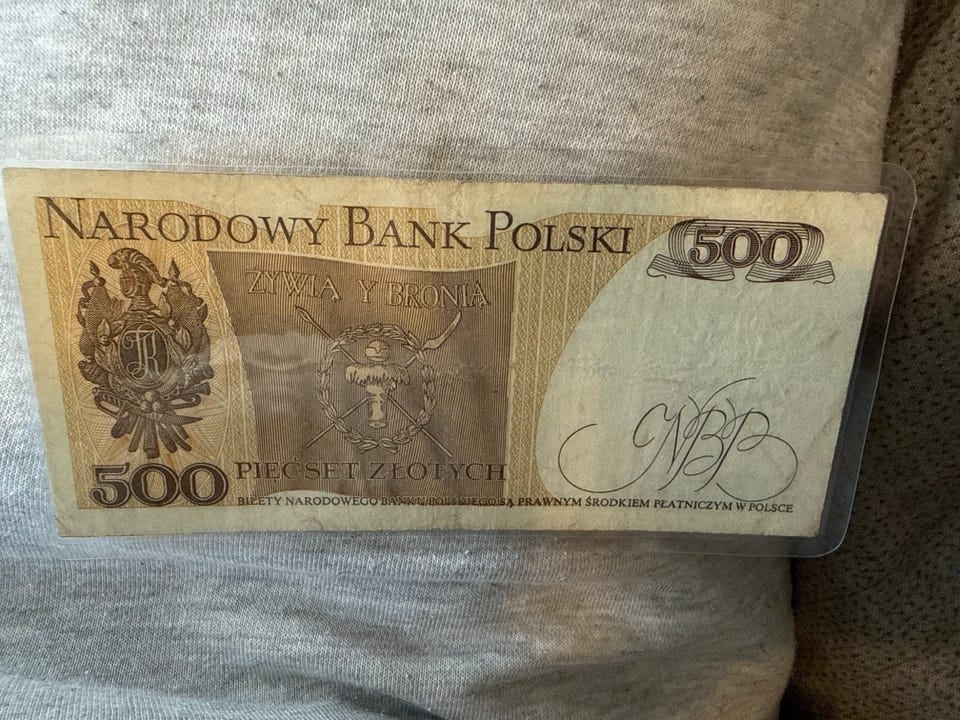 NARODOWY BANK POLSKI
500
ŻYWIĄ Y BRONIĄ
TK
NBP
500 PIĘĆSET ZŁOTYCH
BILETY NARODOWEGO BANKU POLSKIEGO SĄ PRAWNYM ŚRODKIEM PŁATNICZYM W POLSCE